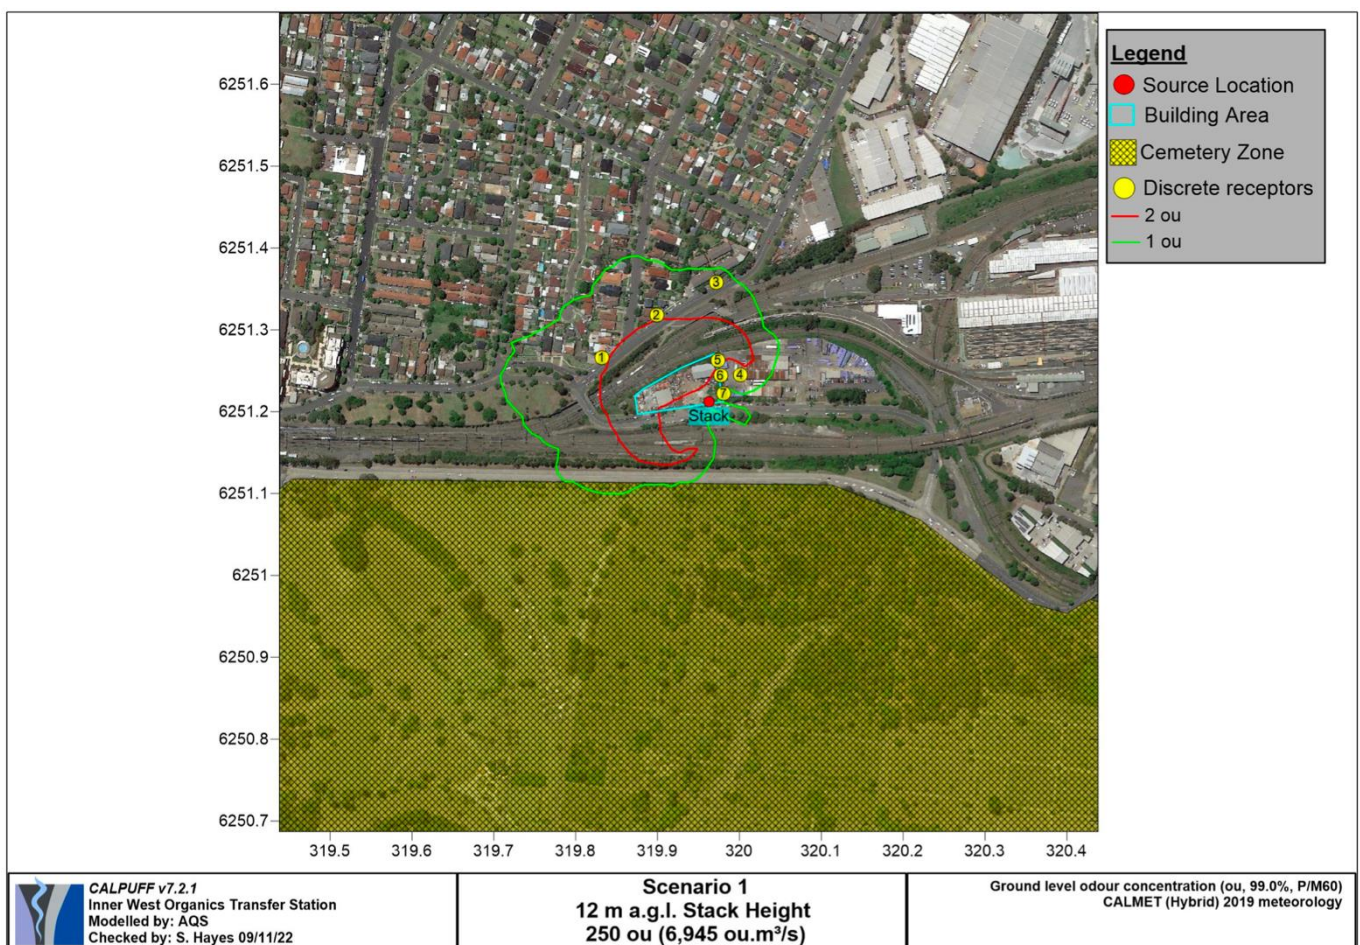 Legend
Source Location
Building Area
Cemetery Zone
Discrete receptors
2 ou
1 ou
6251.6
6251.5
6251.4
6251.3
6251.2
6251.1
6251
6250.9
6250.8
6250.7
3
2
1
5
6
4
7
Stack
319.5 319.6 319.7 319.8 319.9 320 320.1 320.2 320.3 320.4
CALPUFF v7.2.1
Inner West Organics Transfer Station
Modelled by: AQS
Checked by: S. Hayes 09/11/22
Scenario 1
12 m a.g.l. Stack Height
250 ou (6,945 ou.m³/s)
Ground level odour concentration (ou, 99.0%, P/M60)
CALMET (Hybrid) 2019 meteorology